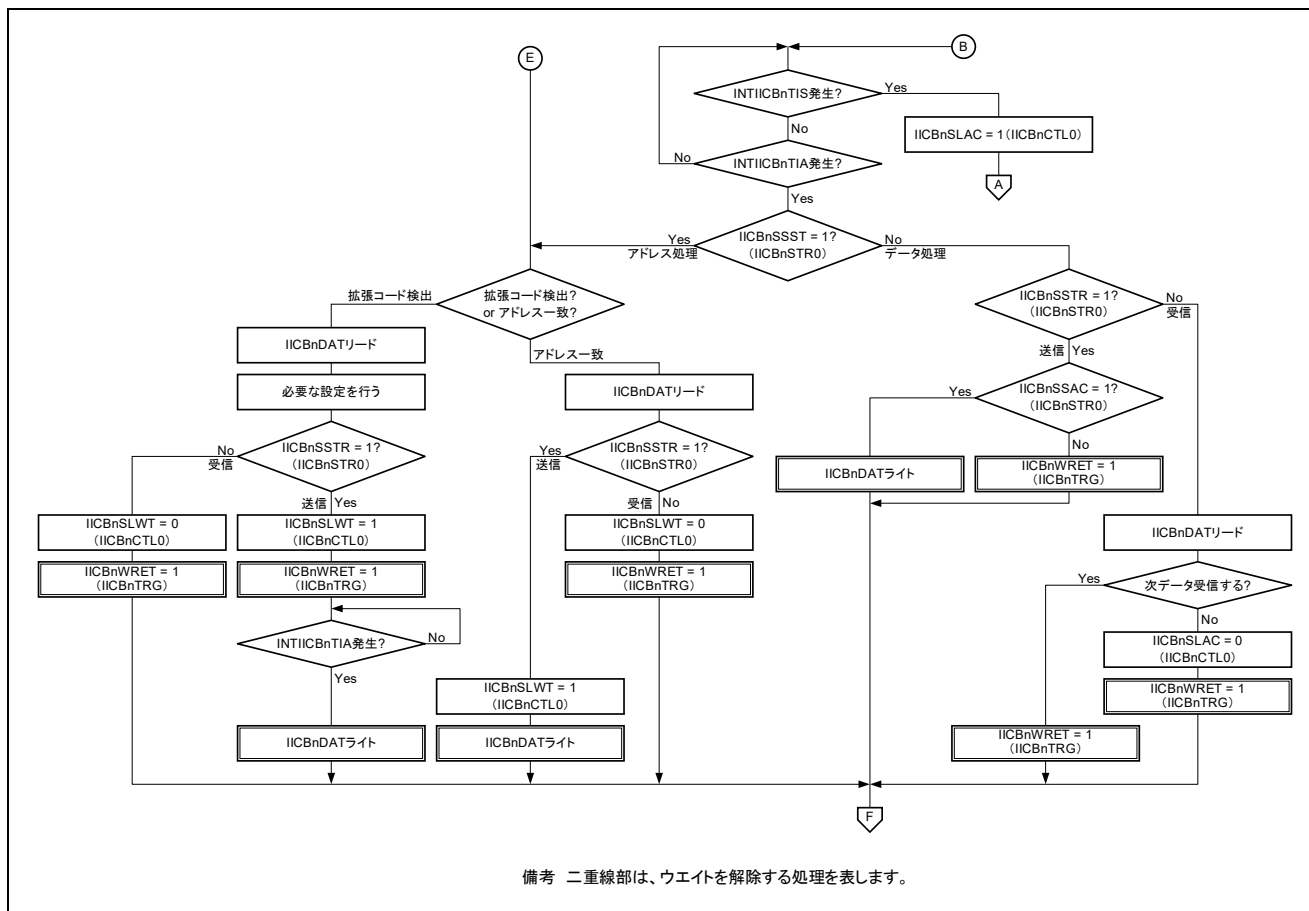 E
B
INTIICBnTIS発生?
Yes
No
IICBnSLAC = 1(IICBnCTL0)
A
INTIICBnTIA発生?
No
Yes
IICBnSSST = 1?
(IICBnSTR0)
Yes
アドレス処理
No
データ処理
拡張コード検出?
or アドレス一致?
拡張コード検出
アドレス一致
IICBnSSTR = 1?
(IICBnSTR0)
No
受信
送信 Yes
IICBnDATリード
必要な設定を行う
IICBnDATリード
IICBnSSAC = 1?
(IICBnSTR0)
Yes
No
IICBnSSTR = 1?
(IICBnSTR0)
No
受信
送信 Yes
IICBnSSTR = 1?
(IICBnSTR0)
Yes
送信
受信 No
IICBnDATライト
IICBnWRET = 1
(IICBnTRG)
IICBnSLWT = 0
(IICBnCTL0)
IICBnSLWT = 1
(IICBnCTL0)
IICBnSLWT = 0
(IICBnCTL0)
IICBnDATリード
IICBnWRET = 1
(IICBnTRG)
IICBnWRET = 1
(IICBnTRG)
IICBnWRET = 1
(IICBnTRG)
次データ受信する?
Yes
No
INTIICBnTIA発生?
No
Yes
IICBnSLAC = 0
(IICBnCTL0)
IICBnSLWT = 1
(IICBnCTL0)
IICBnWRET = 1
(IICBnTRG)
IICBnDATライト
IICBnDATライト
IICBnWRET = 1
(IICBnTRG)
F
備考 二重線部は、ウエイトを解除する処理を表します。